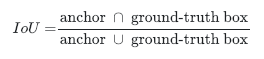 IoU = anchor ∩ ground-truth box / anchor ∪ ground-truth box